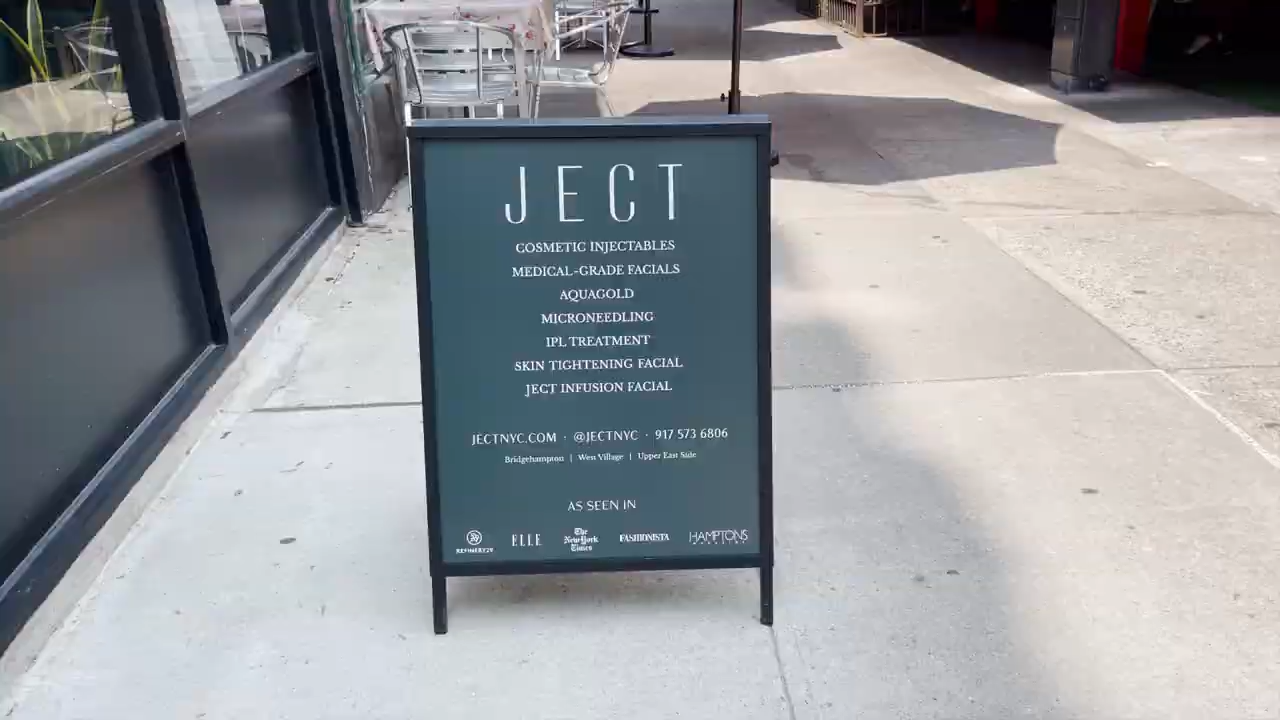 JECT
COSMETIC INJECTABLES
MEDICAL-GRADE FACIALS
AQUAGOLD
MICRONEEDLING
IPL TREATMENT
SKIN TIGHTENING FACIAL
JECT INFUSION FACIAL
JECTNYC.COM · @JECTNYC · 917 573 6806
Bridgehampton | West Village | Upper East Side
AS SEEN IN
REFINERY29 ELLE The New York Times FASHIONISTA HAMPTONS